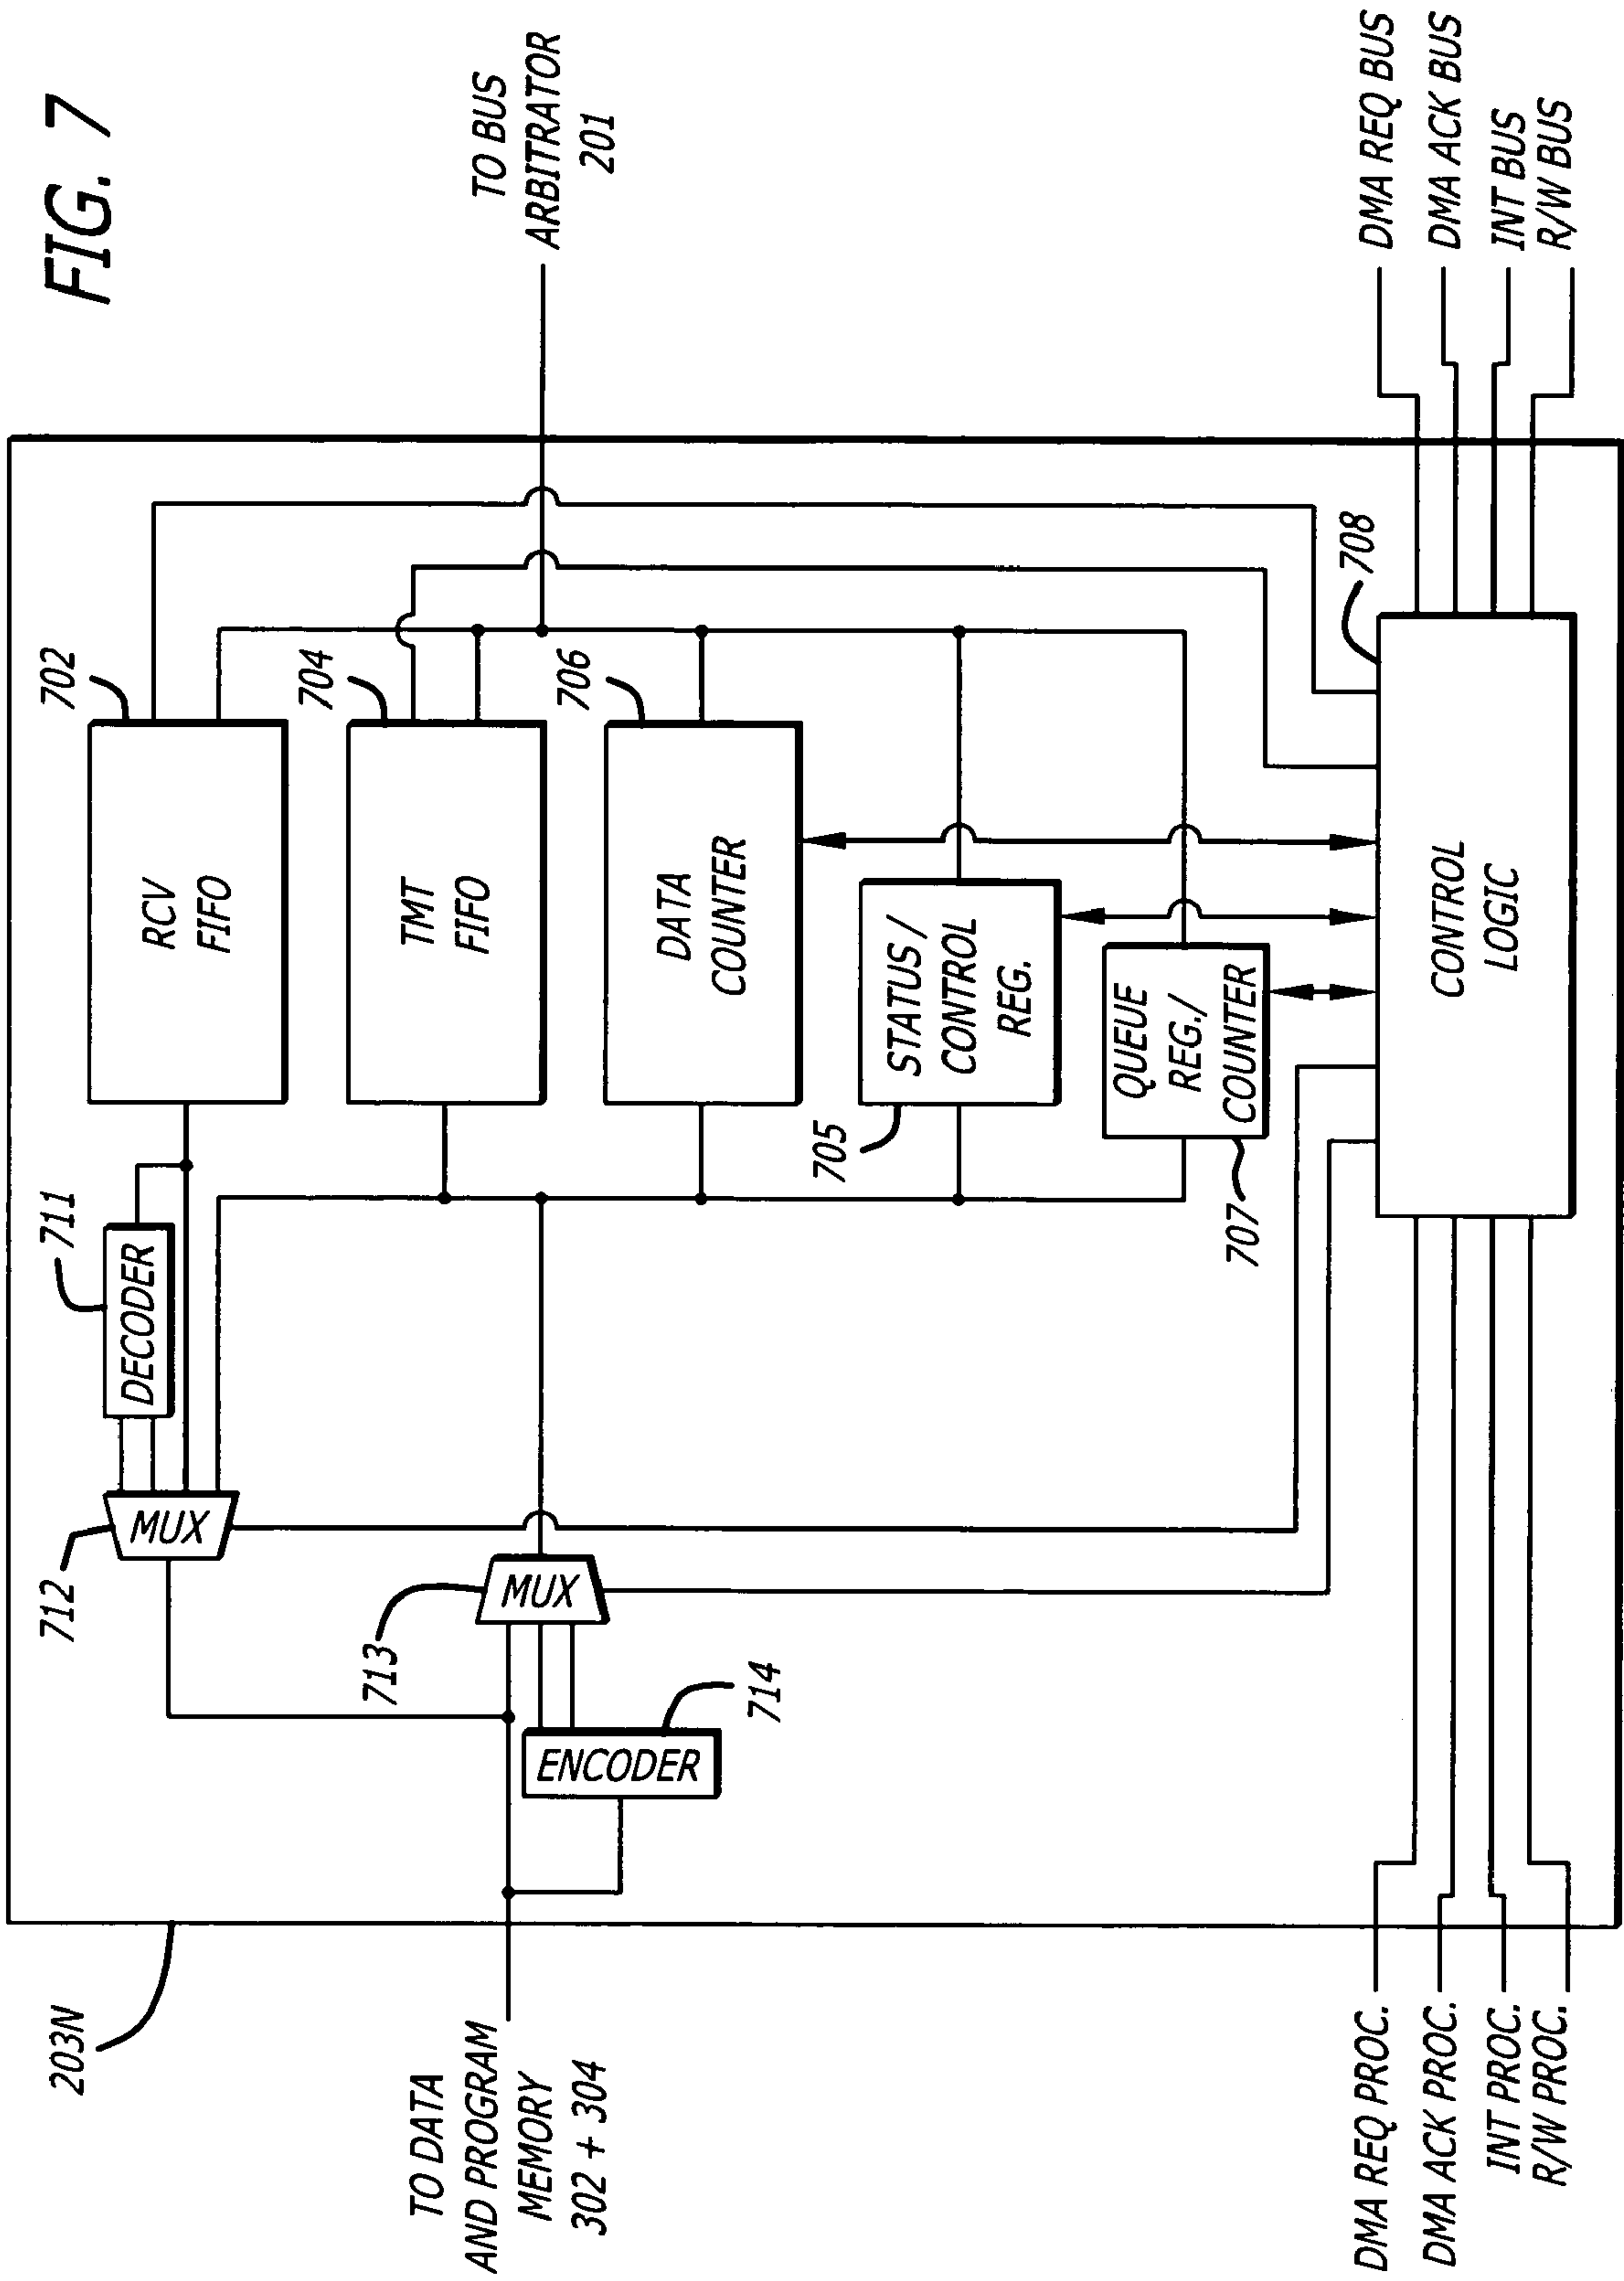 FIG. 7
203N
712
MUX
711
DECODER
702
RCV
FIFO
TO BUS
ARBITRATOR
201
713
MUX
714
ENCODER
704
TMT
FIFO
TO DATA
AND PROGRAM
MEMORY
302 + 304
706
DATA
COUNTER
705
STATUS /
CONTROL
REG.
707
QUEUE
REG./
COUNTER
708
CONTROL
LOGIC
DMA REQ PROC.
DMA ACK PROC.
INT PROC.
R/W PROC.
DMA REQ BUS
DMA ACK BUS
INT BUS
R/W BUS